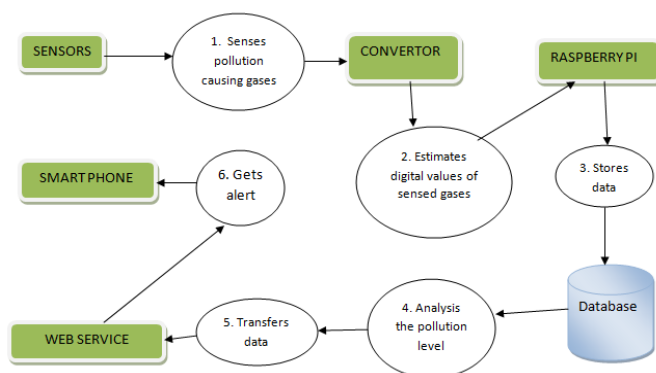 SENSORS
1. Senses
pollution
causing gases
CONVERTOR
RASPBERRY PI
2. Estimates
digital values of
sensed gases
3. Stores
data
Database
4. Analysis
the pollution
level
5. Transfers
data
WEB SERVICE
6. Gets
alert
SMART PHONE